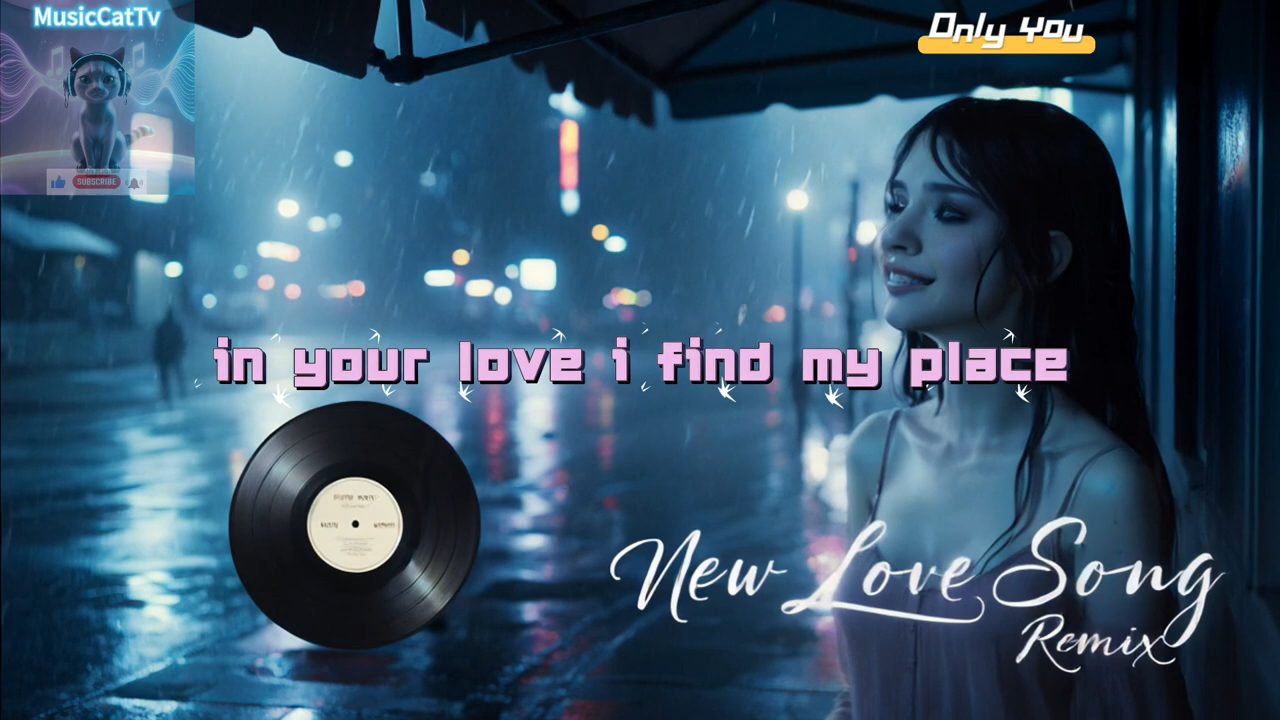 MusicCatTv
Only You
SUBSCRIBE
in your love i find my place
New Love Song
Remix